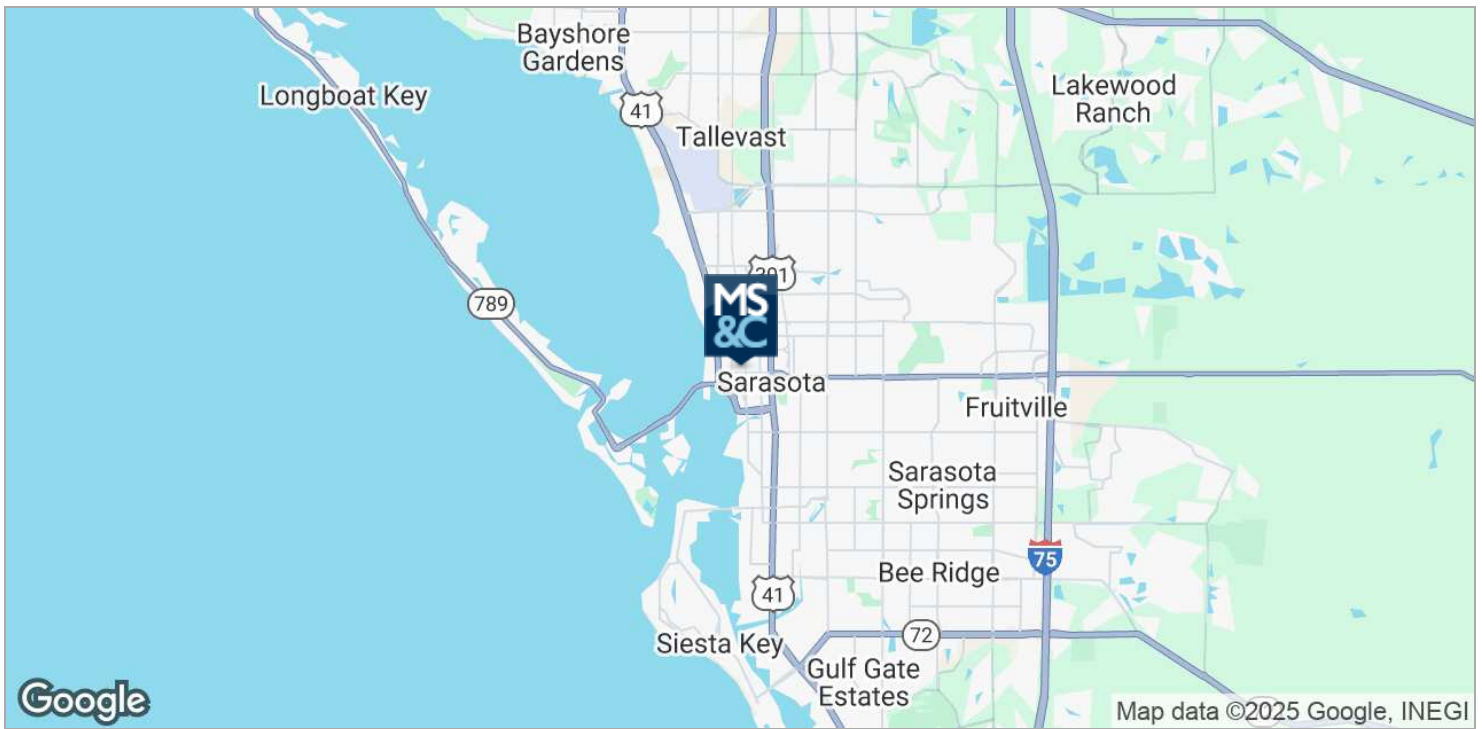 Bayshore
Gardens
Longboat Key
41
Tallevast
Lakewood
Ranch
789
MS
&C
Sarasota
Fruitville
Sarasota
Springs
75
Bee Ridge
41
72
Siesta Key
Gulf Gate
Estates
Google
Map data ©2025 Google, INEGI